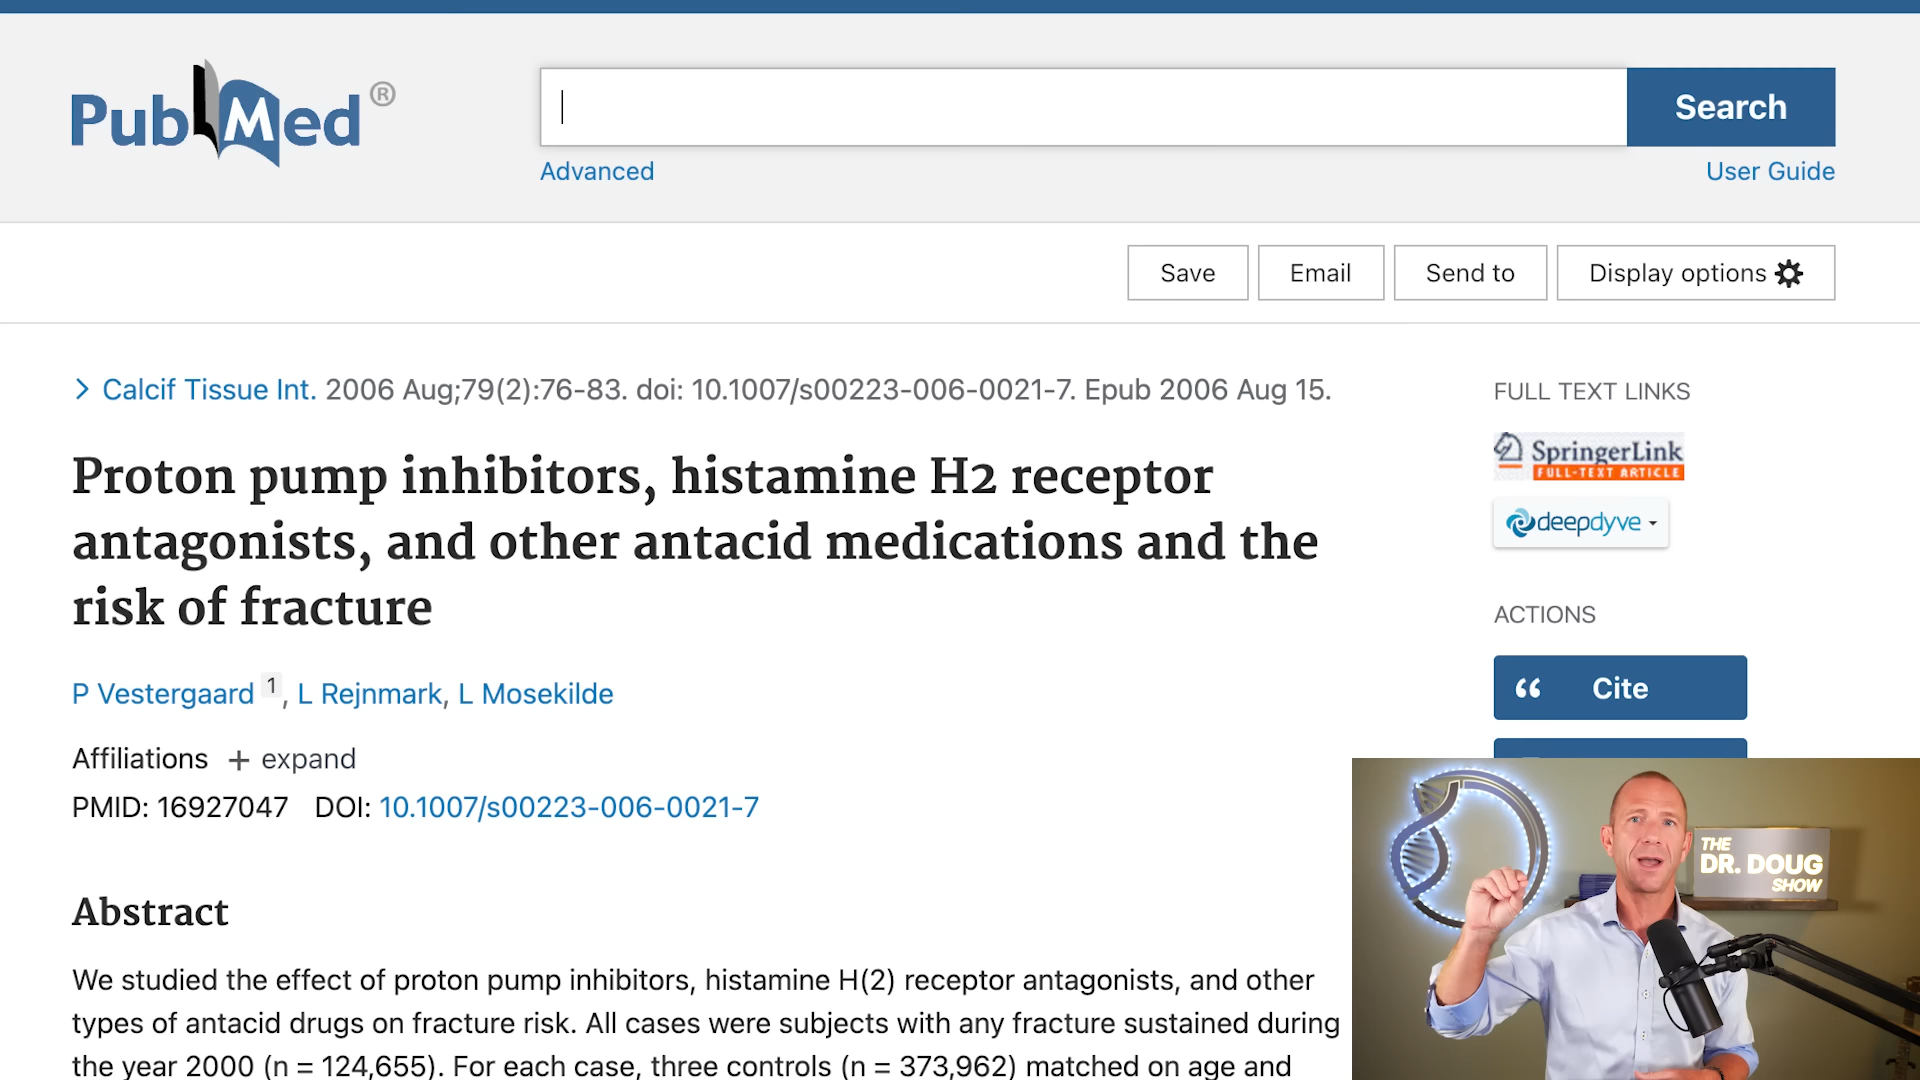 PubMed ®
Search
Advanced
User Guide
Save
Email
Send to
Display options
Calcif Tissue Int. 2006 Aug;79(2):76-83. doi: 10.1007/s00223-006-0021-7. Epub 2006 Aug 15.
Proton pump inhibitors, histamine H2 receptor
antagonists, and other antacid medications and the
risk of fracture
P Vestergaard 1, L Rejnmark, L Mosekilde
Affiliations + expand
PMID: 16927047 DOI: 10.1007/s00223-006-0021-7
Abstract
We studied the effect of proton pump inhibitors, histamine H(2) receptor antagonists, and other
types of antacid drugs on fracture risk. All cases were subjects with any fracture sustained during
the year 2000 (n = 124,655). For each case, three controls (n = 373,962) matched on age and
FULL TEXT LINKS
SpringerLink
FULL-TEXT ARTICLE
deepdyve
ACTIONS
Cite
THE
DR. DOUG
SHOW